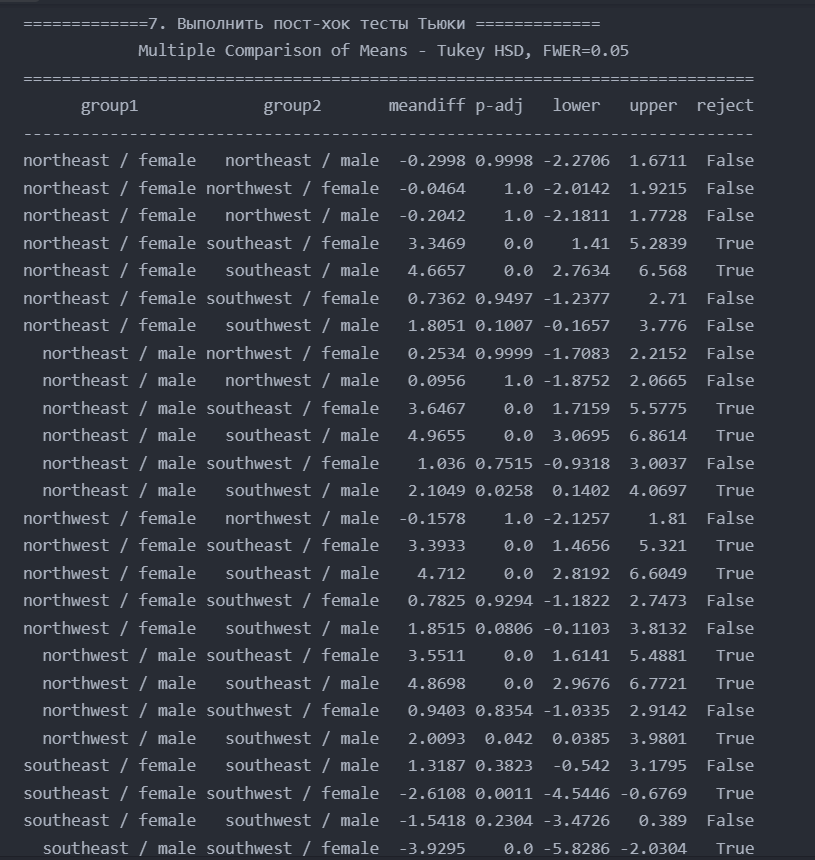 =============7. Выполнить пост-хок тесты Тьюки =============
Multiple Comparison of Means - Tukey HSD, FWER=0.05
============================================================================
group1 group2 meandiff p-adj lower upper reject
----------------------------------------------------------------------------
northeast / female northeast / male -0.2998 0.9998 -2.2706 1.6711 False
northeast / female northwest / female -0.0464 1.0 -2.0142 1.9215 False
northeast / female northwest / male -0.2042 1.0 -2.1811 1.7728 False
northeast / female southeast / female 3.3469 0.0 1.41 5.2839 True
northeast / female southeast / male 4.6657 0.0 2.7634 6.568 True
northeast / female southwest / female 0.7362 0.9497 -1.2377 2.71 False
northeast / female southwest / male 1.8051 0.1007 -0.1657 3.776 False
northeast / male northwest / female 0.2534 0.9999 -1.7083 2.2152 False
northeast / male northwest / male 0.0956 1.0 -1.8752 2.0665 False
northeast / male southeast / female 3.6467 0.0 1.7159 5.5775 True
northeast / male southeast / male 4.9655 0.0 3.0695 6.8614 True
northeast / male southwest / female 1.036 0.7515 -0.9318 3.0037 False
northeast / male southwest / male 2.1049 0.0258 0.1402 4.0697 True
northwest / female northwest / male -0.1578 1.0 -2.1257 1.81 False
northwest / female southeast / female 3.3933 0.0 1.4656 5.321 True
northwest / female southeast / male 4.712 0.0 2.8192 6.6049 True
northwest / female southwest / female 0.7825 0.9294 -1.1822 2.7473 False
northwest / female southwest / male 1.8515 0.0806 -0.1103 3.8132 False
northwest / male southeast / female 3.5511 0.0 1.6141 5.4881 True
northwest / male southeast / male 4.8698 0.0 2.9676 6.7721 True
northwest / male southwest / female 0.9403 0.8354 -1.0335 2.9142 False
northwest / male southwest / male 2.0093 0.042 0.0385 3.9801 True
southeast / female southeast / male 1.3187 0.3823 -0.542 3.1795 False
southeast / female southwest / female -2.6108 0.0011 -4.5446 -0.6769 True
southeast / female southwest / male -1.5418 0.2304 -3.4726 0.389 False
southeast / male southwest / female -3.9295 0.0 -5.8286 -2.0304 True